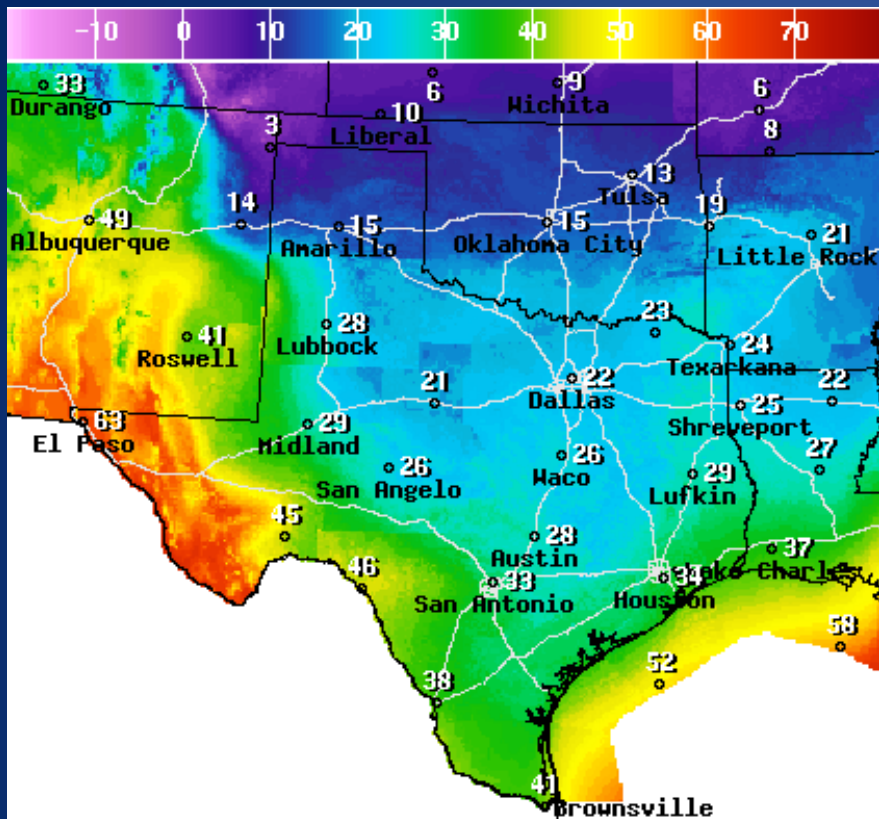 -10 0 10 20 30 40 50 60 70
33
Durango
6
9
Wichita
6
10
Liberal
3
8
13
Tulsa
49
Albuquerque
14
15
Amarillo
15
Oklahoma City
19
21
Little Rock
41
Roswell
28
Lubbock
23
24
Texarkana
22
Dallas
21
25
Shreveport
22
63
El Paso
29
Midland
26
San Angelo
26
Waco
29
Lufkin
27
45
28
Austin
37
Lake Charles
46
33
San Antonio
34
Houston
58
52
38
41
Brownsville